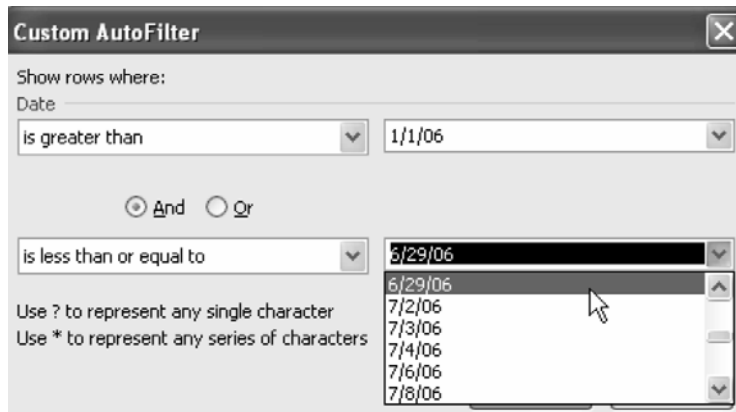 Custom AutoFilter
Show rows where:
Date
is greater than 1/1/06
And Or
is less than or equal to 6/29/06
6/29/06
7/2/06
7/3/06
7/4/06
7/6/06
7/8/06
Use ? to represent any single character
Use * to represent any series of characters